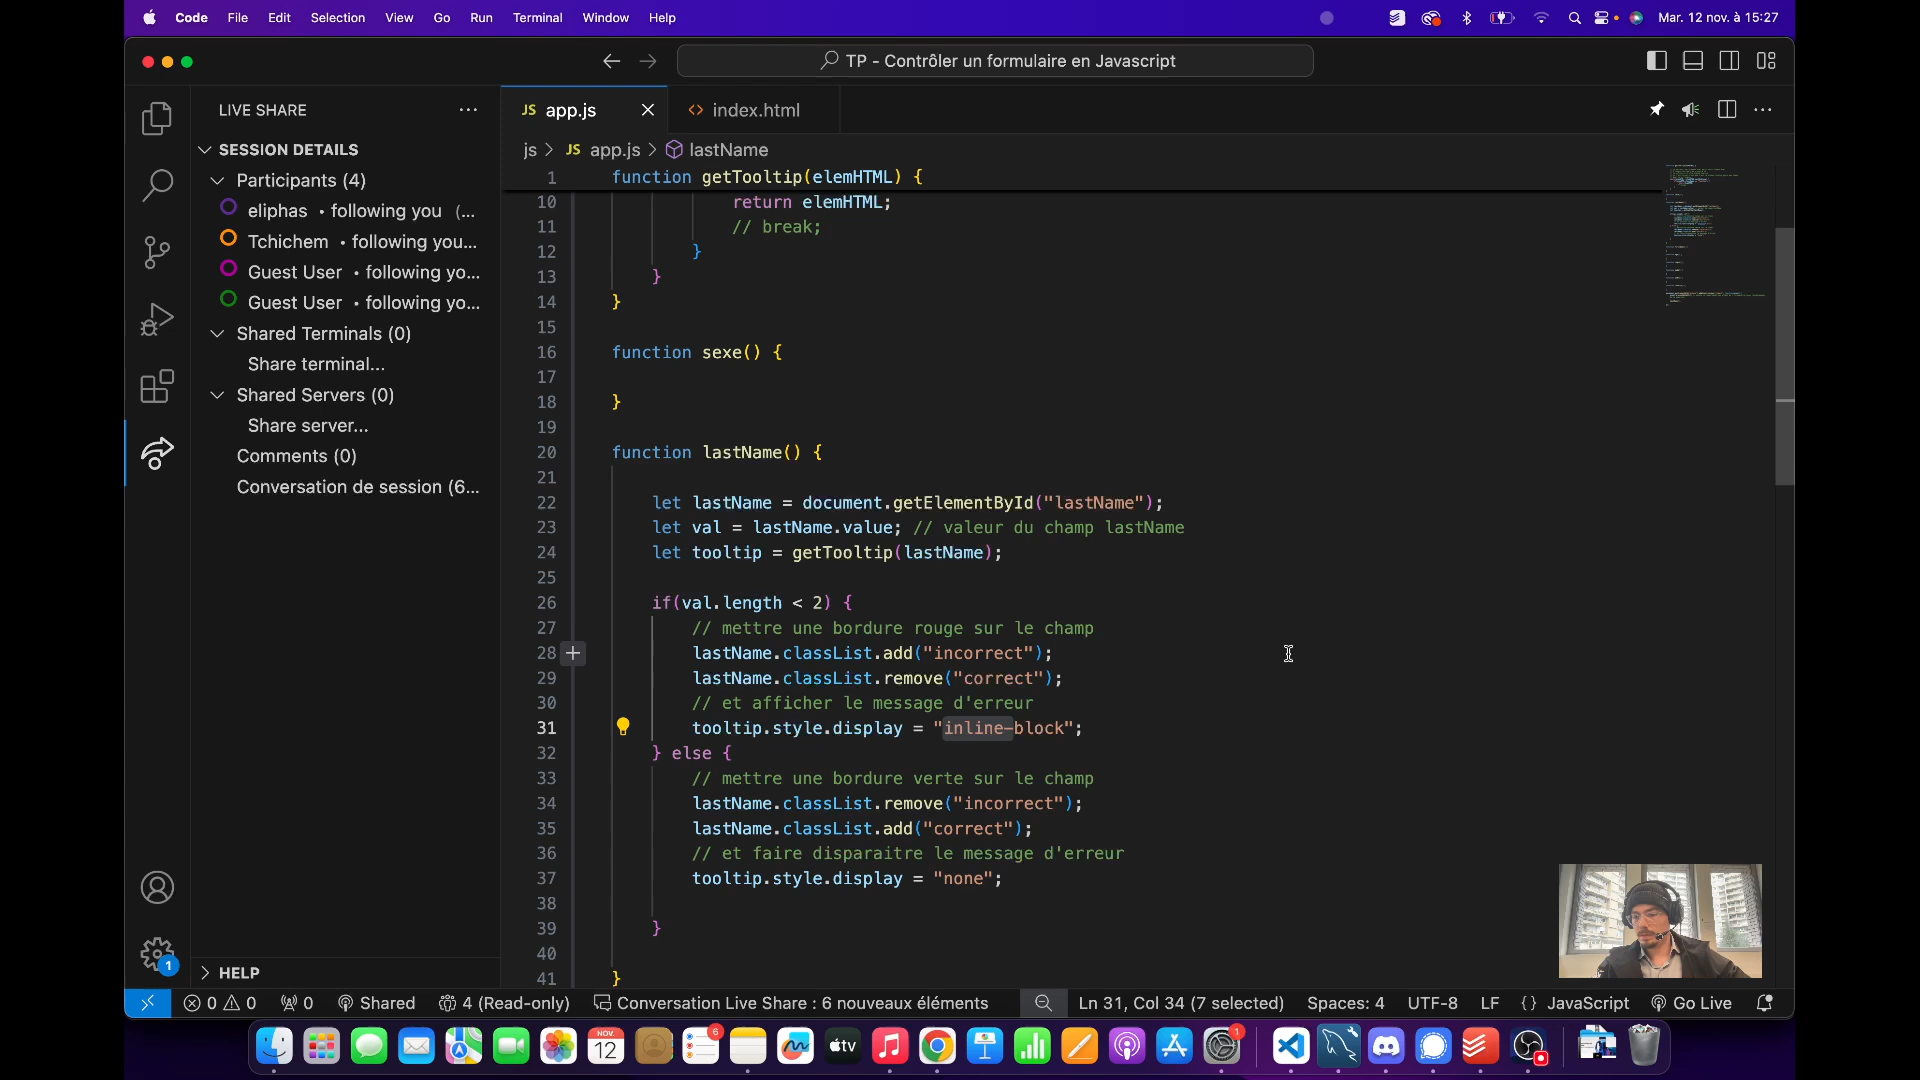 Code File Edit Selection View Go Run Terminal Window Help Mar. 12 nov. à 15:27
TP - Contrôler un formulaire en Javascript
LIVE SHARE
SESSION DETAILS
Participants (4)
eliphas • following you (...
Tchichem • following you...
Guest User • following yo...
Guest User • following yo...
Shared Terminals (0)
Share terminal...
Shared Servers (0)
Share server...
Comments (0)
Conversation de session (6...
HELP
JS app.js index.html
js > JS app.js > lastName
1 function getTooltip(elemHTML) {
10 return elemHTML;
11 // break;
12 }
13 }
14 }
15
16 function sexe() {
17
18 }
19
20 function lastName() {
21
22 let lastName = document.getElementById("lastName");
23 let val = lastName.value; // valeur du champ lastName
24 let tooltip = getTooltip(lastName);
25
26 if(val.length < 2) {
27 // mettre une bordure rouge sur le champ
28 lastName.classList.add("incorrect");
29 lastName.classList.remove("correct");
30 // et afficher le message d'erreur
31 tooltip.style.display = "inline-block";
32 } else {
33 // mettre une bordure verte sur le champ
34 lastName.classList.remove("incorrect");
35 lastName.classList.add("correct");
36 // et faire disparaitre le message d'erreur
37 tooltip.style.display = "none";
38
39 }
40
41 }
1
0 0 0 Shared 4 (Read-only) Conversation Live Share : 6 nouveaux éléments Ln 31, Col 34 (7 selected) Spaces: 4 UTF-8 LF {} JavaScript Go Live
NOV. 12 6 tv 1